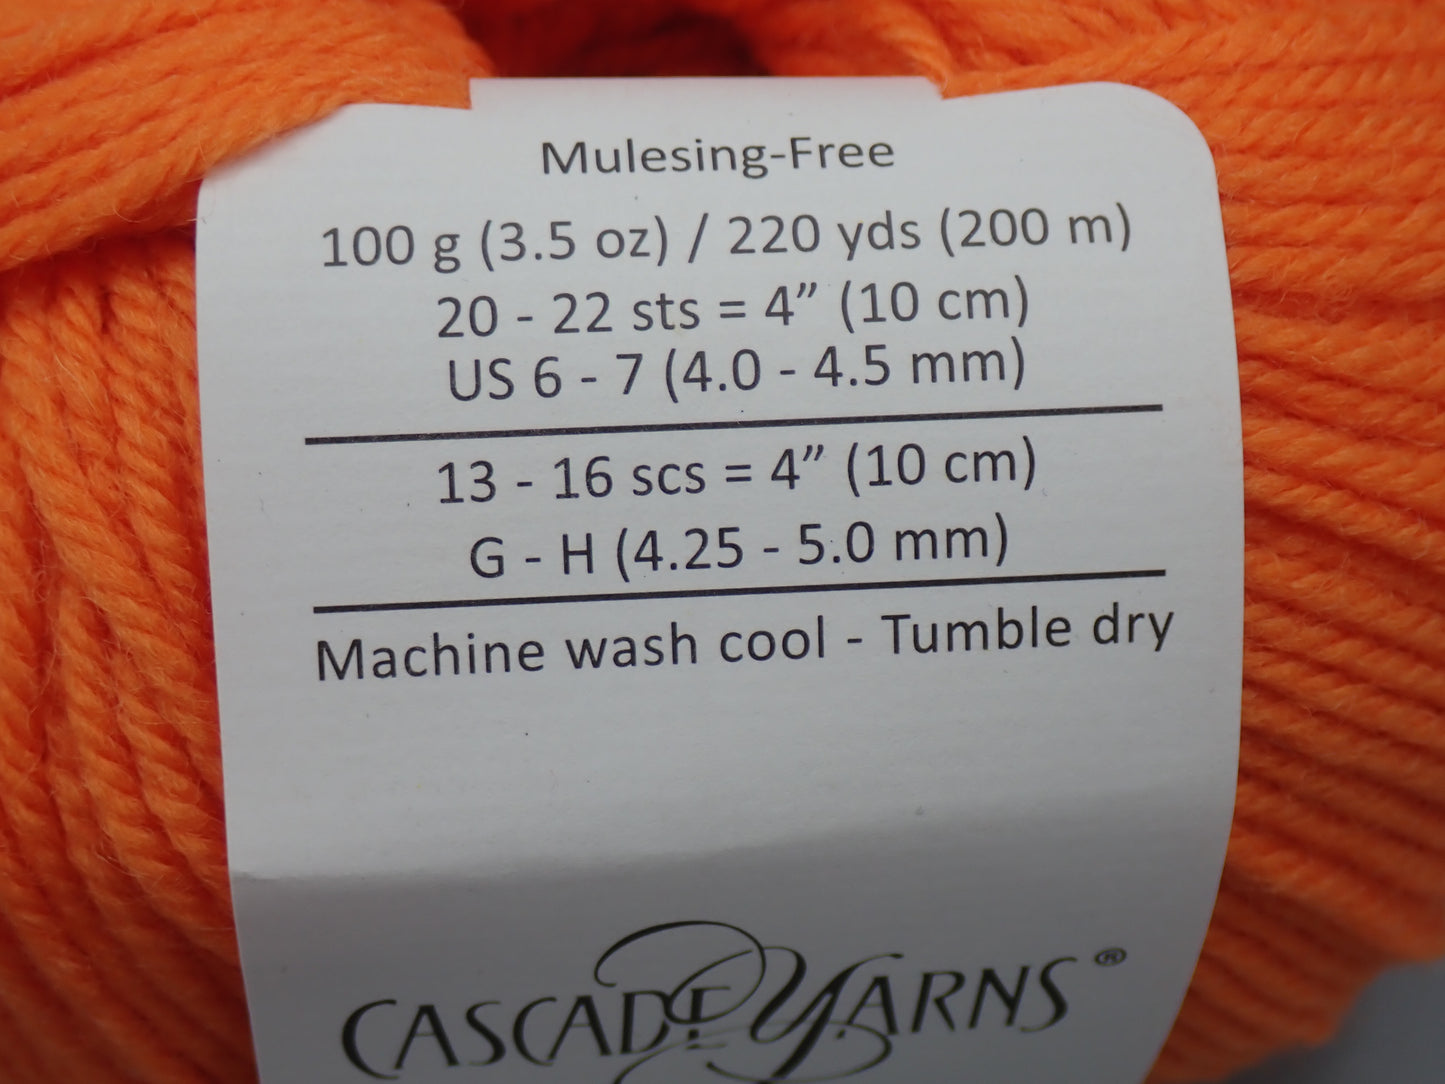 Mulesing-Free
100 g (3.5 oz) / 220 yds (200 m)
20 - 22 sts = 4” (10 cm)
US 6 - 7 (4.0 - 4.5 mm)
13 - 16 scs = 4” (10 cm)
G - H (4.25 - 5.0 mm)
Machine wash cool - Tumble dry
CASCADE YARNS®